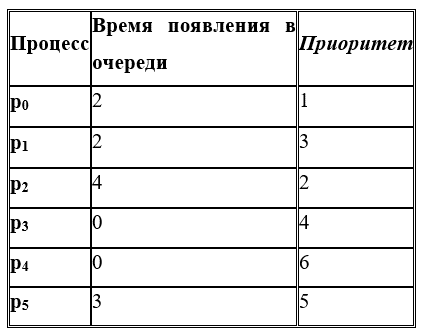 Процесс Время появления в очереди Приоритет
p0 2 1
p1 2 3
p2 4 2
p3 0 4
p4 0 6
p5 3 5